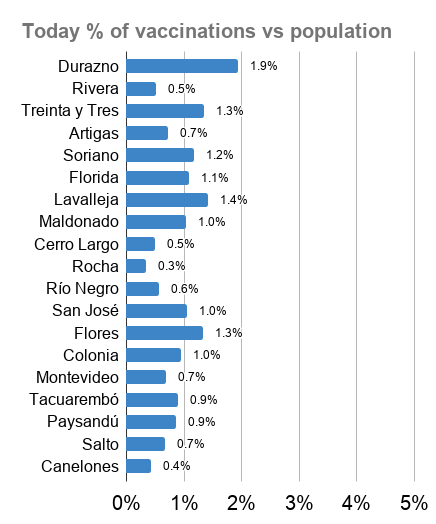 Today % of vaccinations vs population
Durazno 1.9%
Rivera 0.5%
Treinta y Tres 1.3%
Artigas 0.7%
Soriano 1.2%
Florida 1.1%
Lavalleja 1.4%
Maldonado 1.0%
Cerro Largo 0.5%
Rocha 0.3%
Río Negro 0.6%
San José 1.0%
Flores 1.3%
Colonia 1.0%
Montevideo 0.7%
Tacuarembó 0.9%
Paysandú 0.9%
Salto 0.7%
Canelones 0.4%
0% 1% 2% 3% 4% 5%